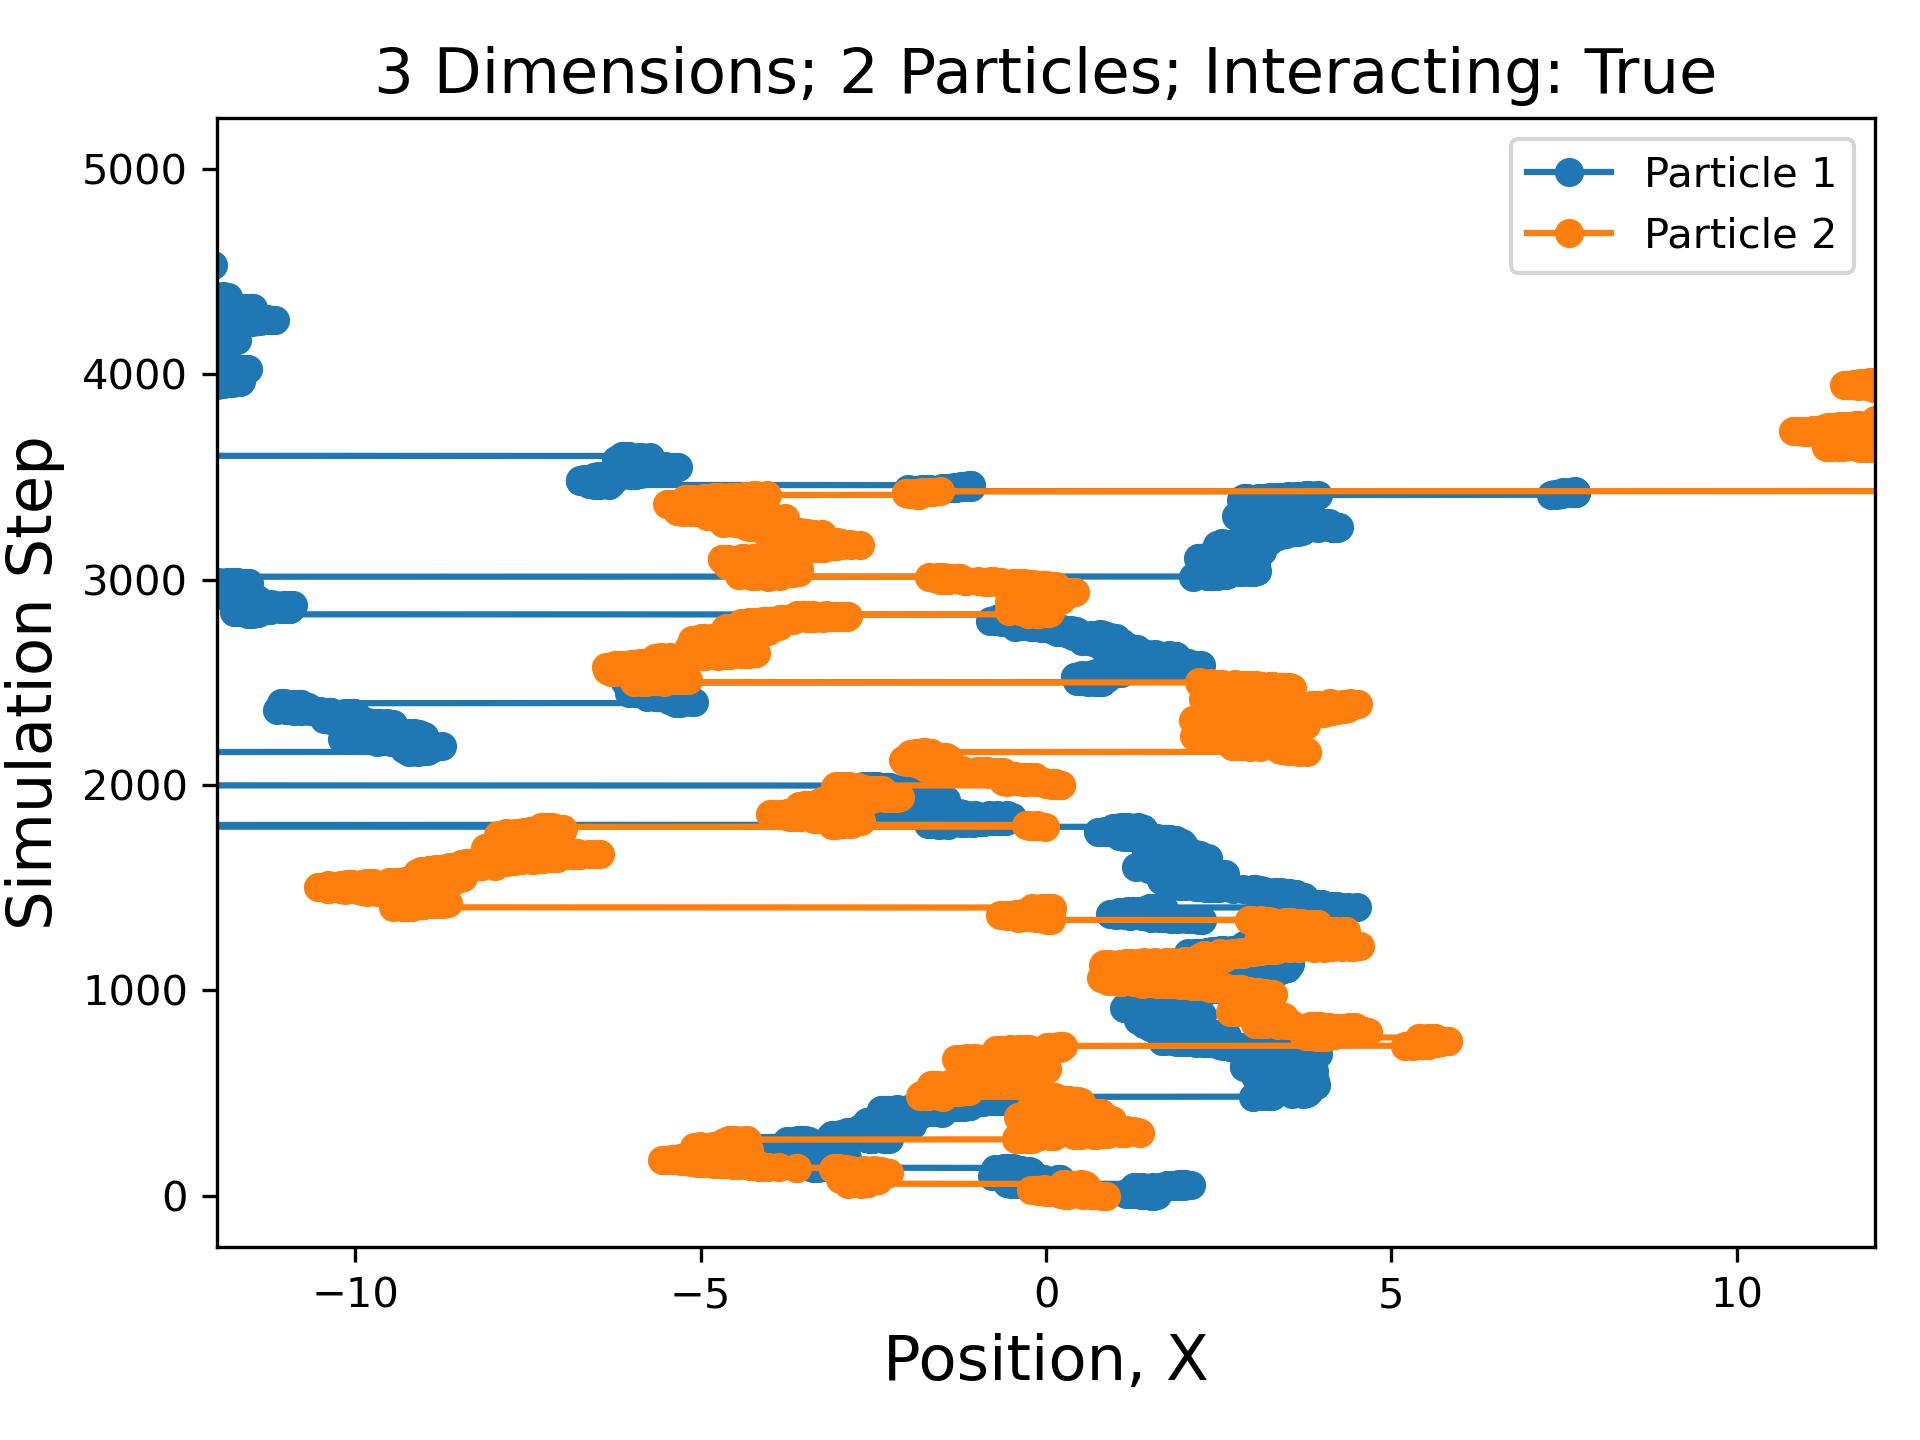 3 Dimensions; 2 Particles; Interacting: True
Particle 1
Particle 2
Simulation Step
5000
4000
3000
2000
1000
0
−10
−5
0
5
10
Position, X